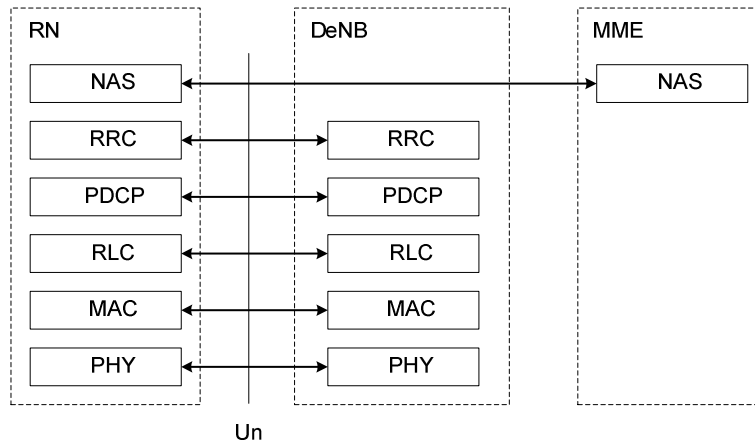 RN DeNB MME
NAS NAS
RRC RRC
PDCP PDCP
RLC RLC
MAC MAC
PHY PHY
Un